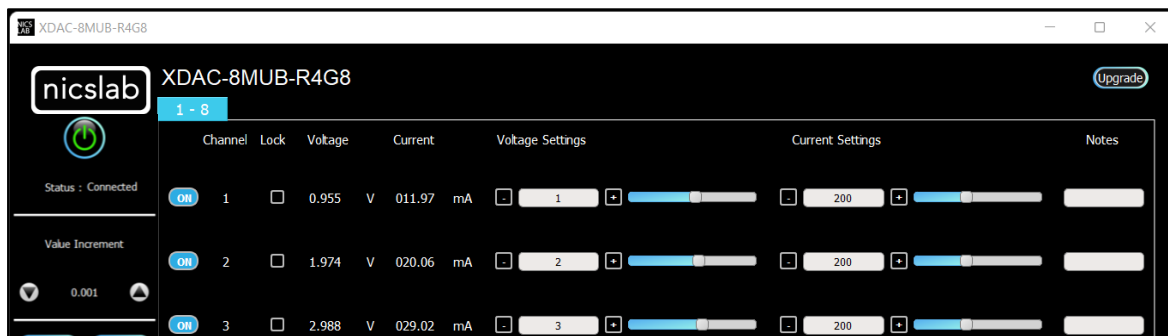 NICS LAB XDAC-8MUB-R4G8
nicslab XDAC-8MUB-R4G8 Upgrade
1 - 8
Channel Lock Voltage Current Voltage Settings Current Settings Notes
Status : Connected
ON 1 0.955 V 011.97 mA - 1 + - 200 +
Value Increment
ON 2 1.974 V 020.06 mA - 2 + - 200 +
0.001
ON 3 2.988 V 029.02 mA - 3 + - 200 +